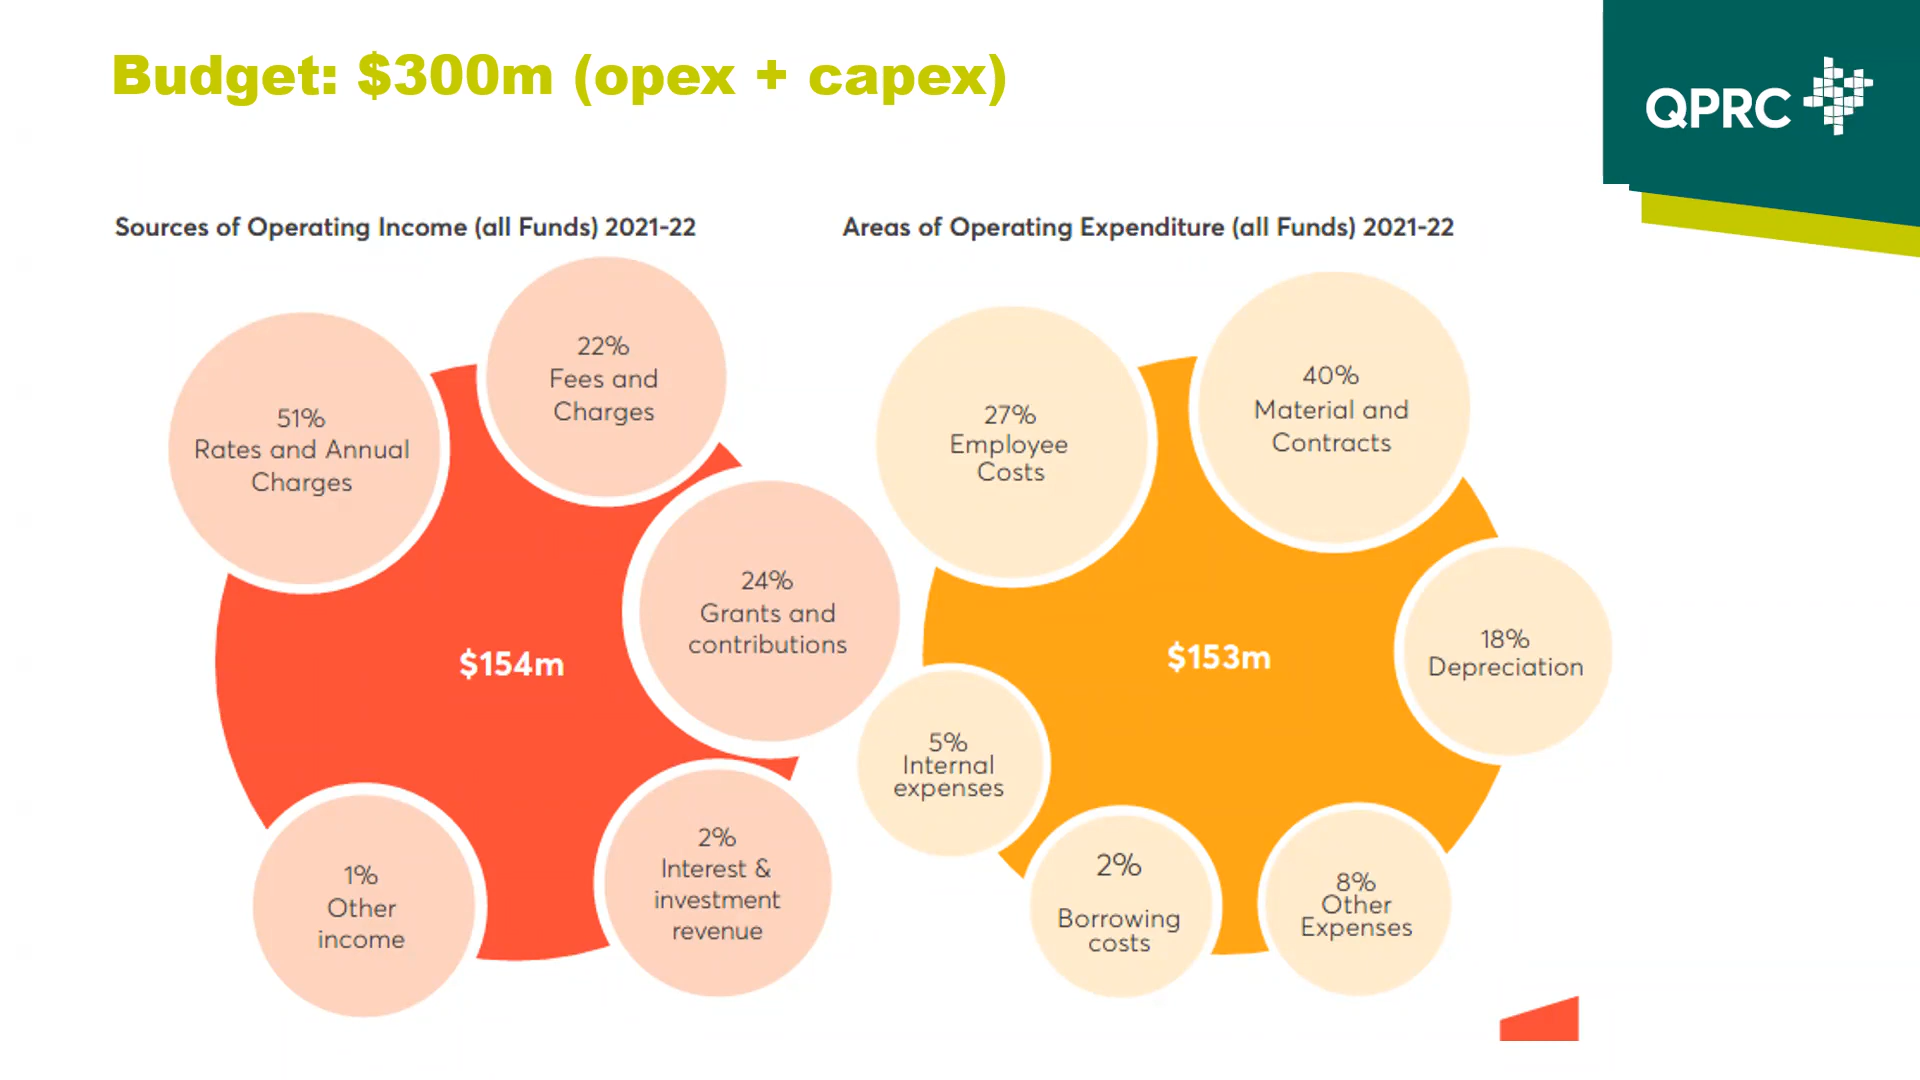 Budget: $300m (opex + capex)
QPRC
Sources of Operating Income (all Funds) 2021-22
51%
Rates and Annual
Charges
22%
Fees and
Charges
24%
Grants and
contributions
$154m
1%
Other
income
2%
Interest &
investment
revenue
Areas of Operating Expenditure (all Funds) 2021-22
27%
Employee
Costs
40%
Material and
Contracts
18%
Depreciation
$153m
5%
Internal
expenses
2%
Borrowing
costs
8%
Other
Expenses